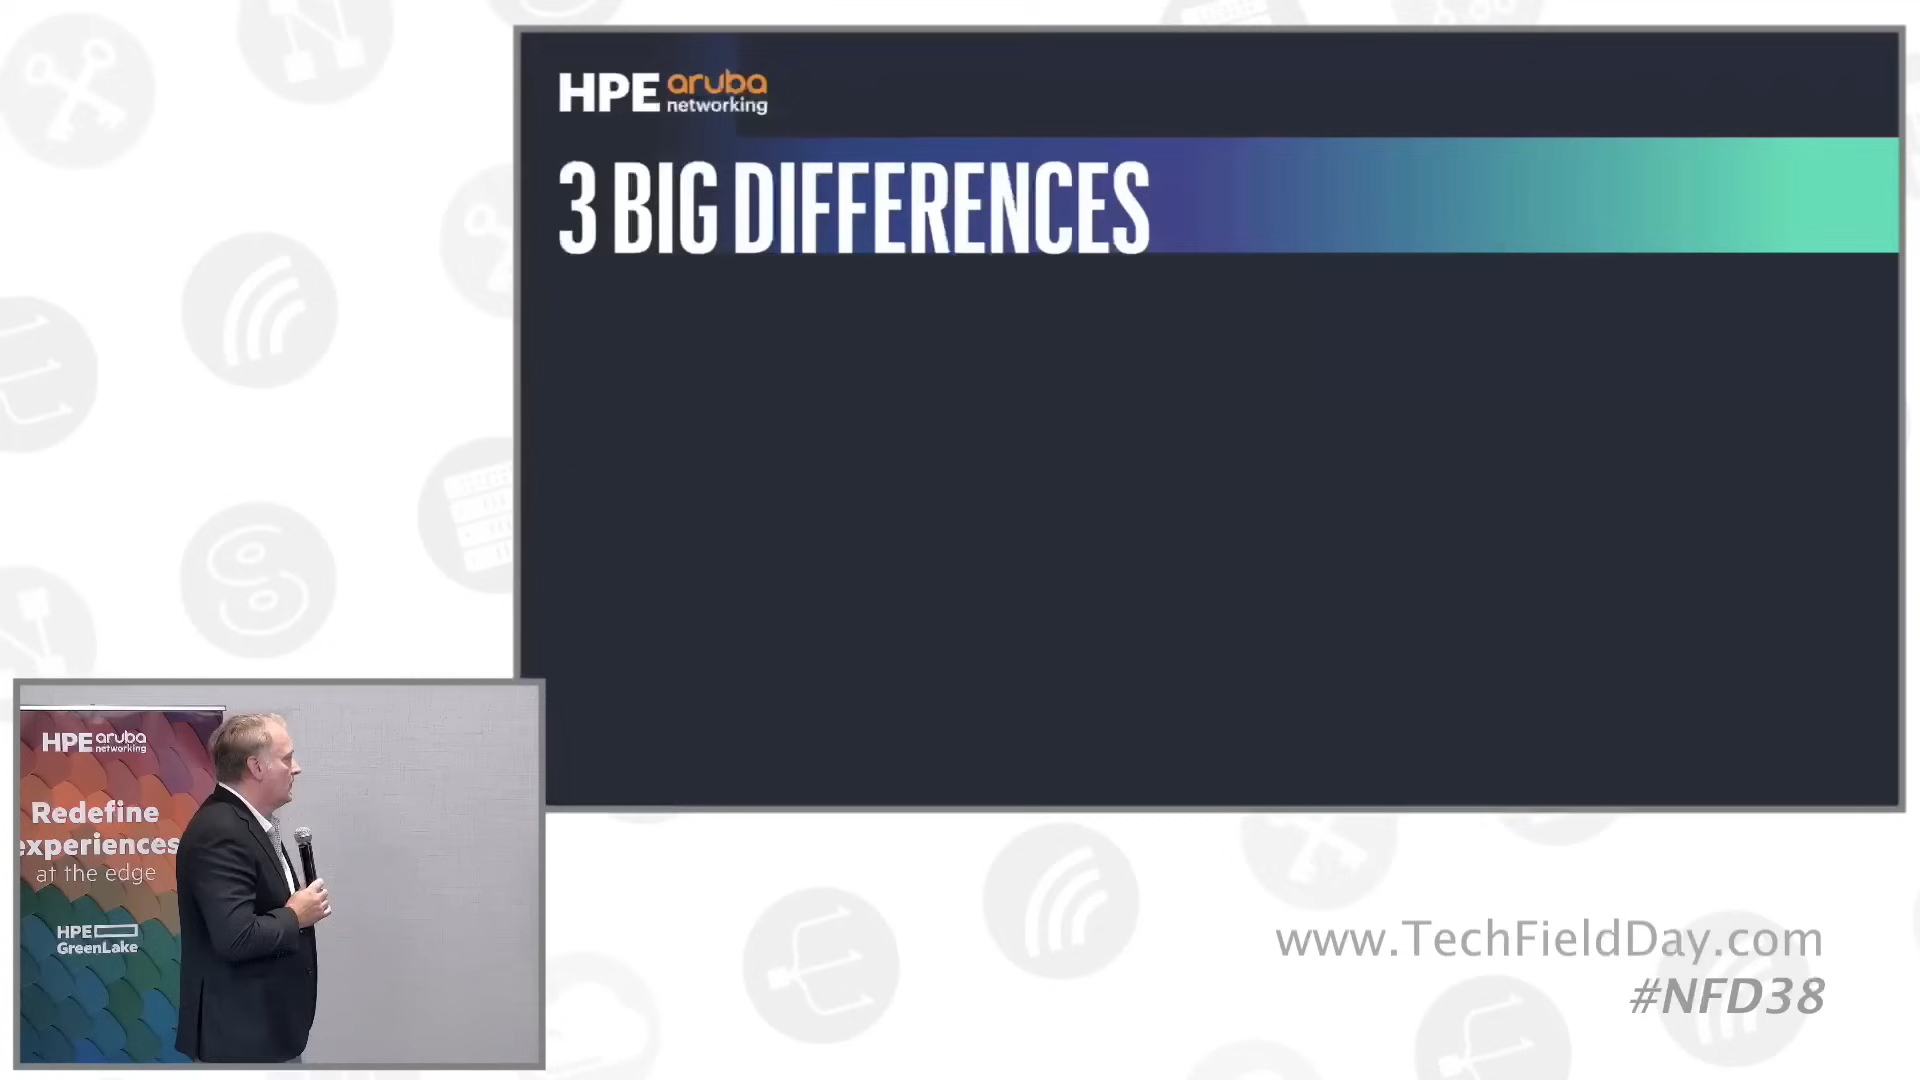 HPE aruba
networking
3 BIG DIFFERENCES
HPE aruba
networking
Redefine
experiences
at the edge
HPE
GreenLake
www.TechFieldDay.com
#NFD38